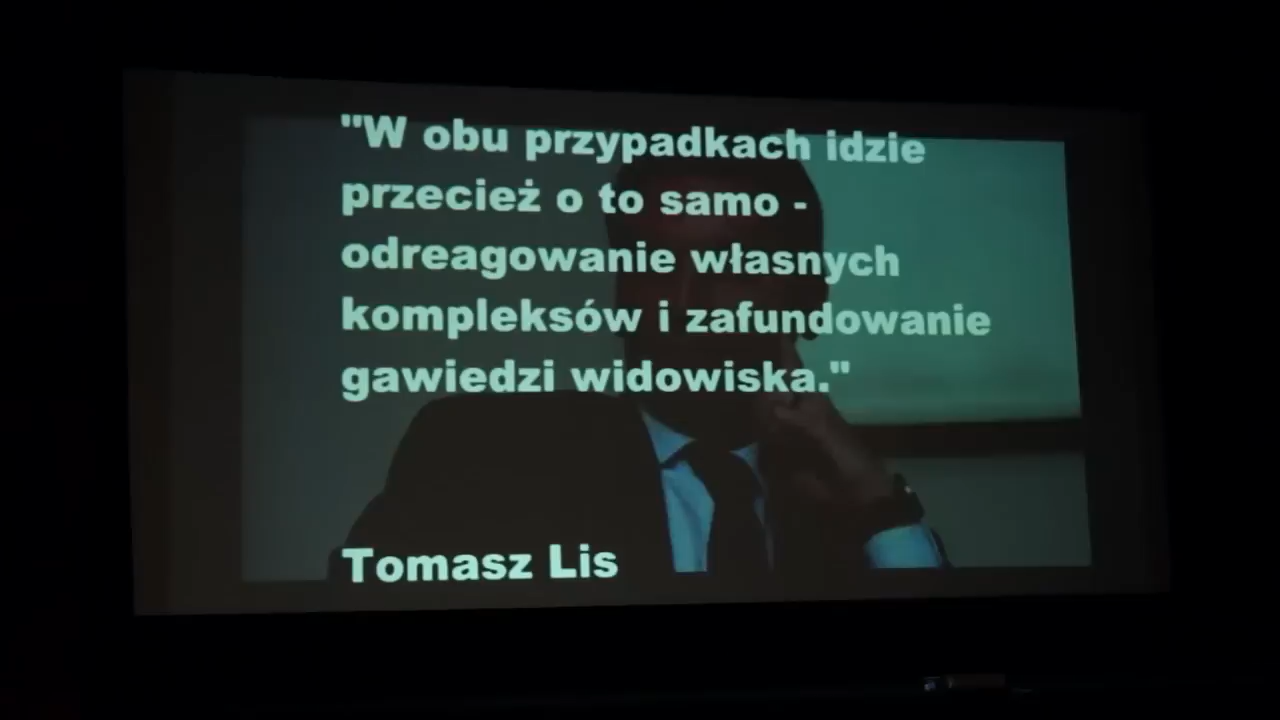 "W obu przypadkach idzie
przecież o to samo -
odreagowanie własnych
kompleksów i zafundowanie
gawiedzi widowiska."
Tomasz Lis